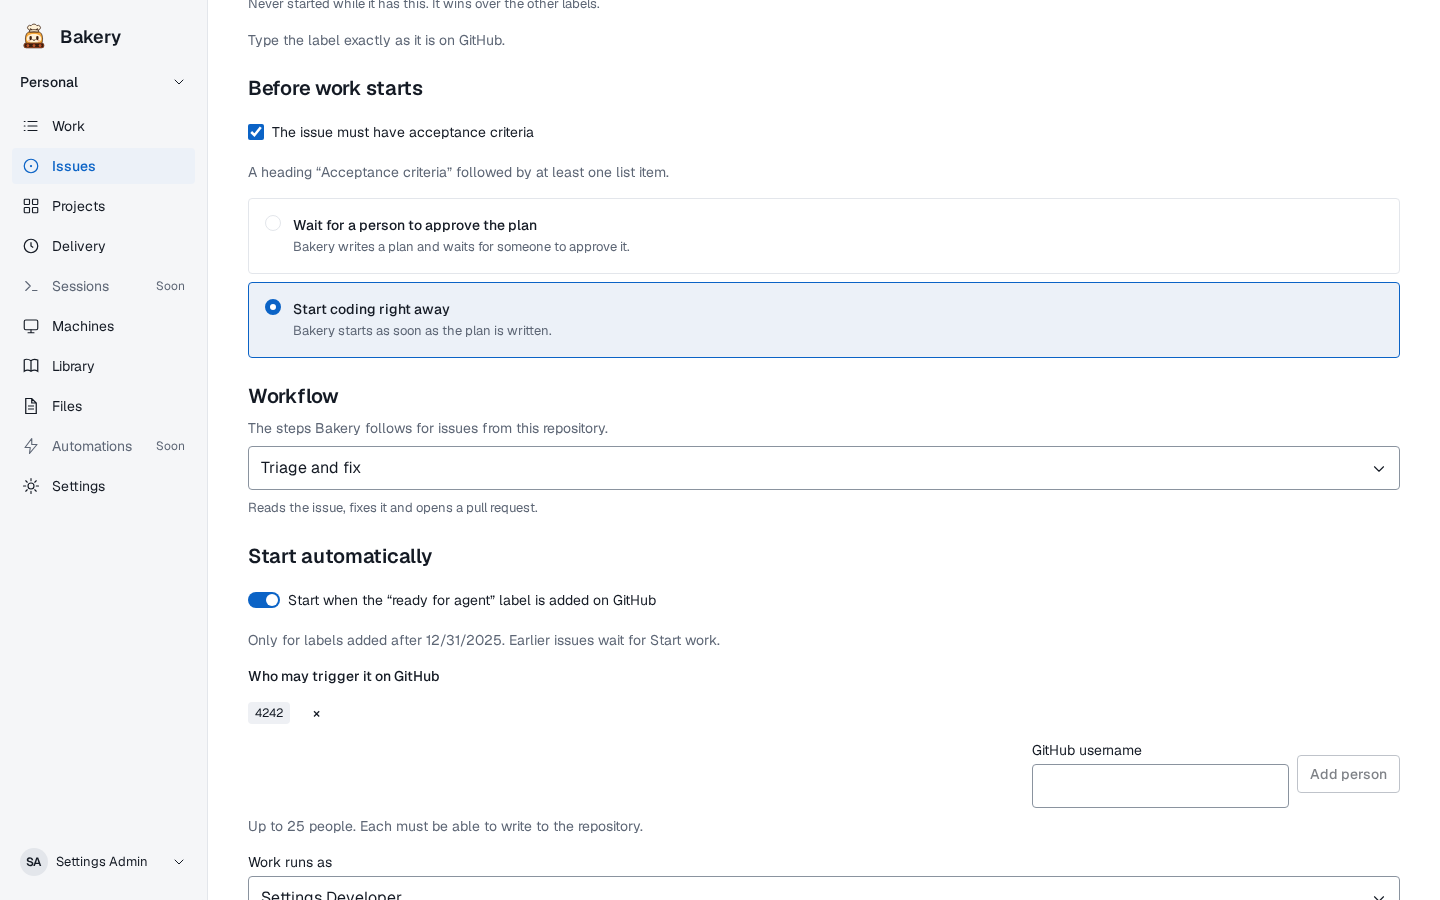 Bakery
Personal
Work
Issues
Projects
Delivery
Sessions Soon
Machines
Library
Files
Automations Soon
Settings
SA Settings Admin
Never started while it has this. It wins over the other labels.
Type the label exactly as it is on GitHub.
Before work starts
The issue must have acceptance criteria
A heading “Acceptance criteria” followed by at least one list item.
Wait for a person to approve the plan
Bakery writes a plan and waits for someone to approve it.
Start coding right away
Bakery starts as soon as the plan is written.
Workflow
The steps Bakery follows for issues from this repository.
Triage and fix
Reads the issue, fixes it and opens a pull request.
Start automatically
Start when the “ready for agent” label is added on GitHub
Only for labels added after 12/31/2025. Earlier issues wait for Start work.
Who may trigger it on GitHub
4242 ×
GitHub username
Add person
Up to 25 people. Each must be able to write to the repository.
Work runs as
Settings Developer